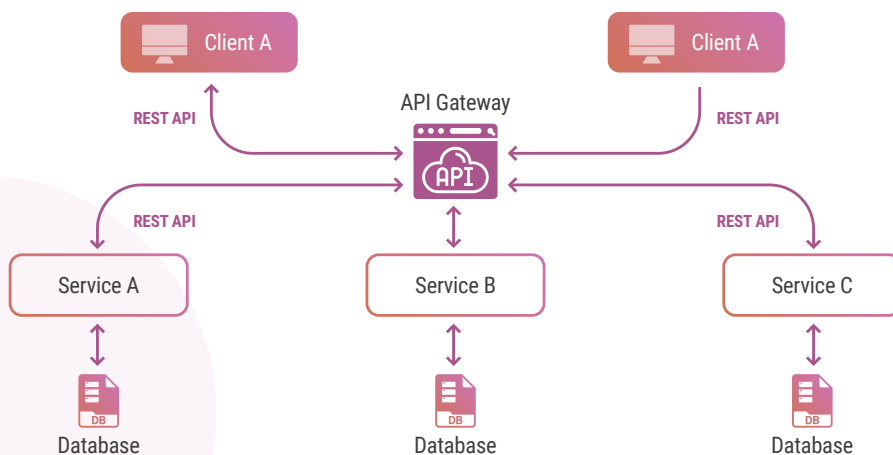 Client A
Client A
API Gateway
REST API
REST API
API
REST API
REST API
Service A
Service B
Service C
DB
DB
DB
Database
Database
Database